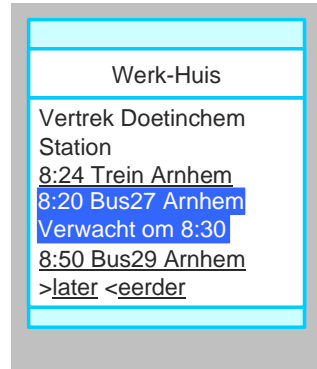 Werk-Huis
Vertrek Doetinchem
Station
8:24 Trein Arnhem
8:20 Bus27 Arnhem
Verwacht om 8:30
8:50 Bus29 Arnhem
>later <eerder